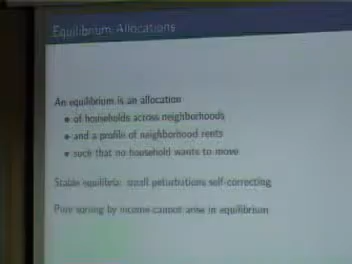 Equilibrium Allocations
An equilibrium is an allocation
• of households across neighborhoods
• and a profile of neighborhood rents
• such that no household wants to move
Stable equilibria: small perturbations self-correcting
Pure sorting by income cannot arise in equilibrium